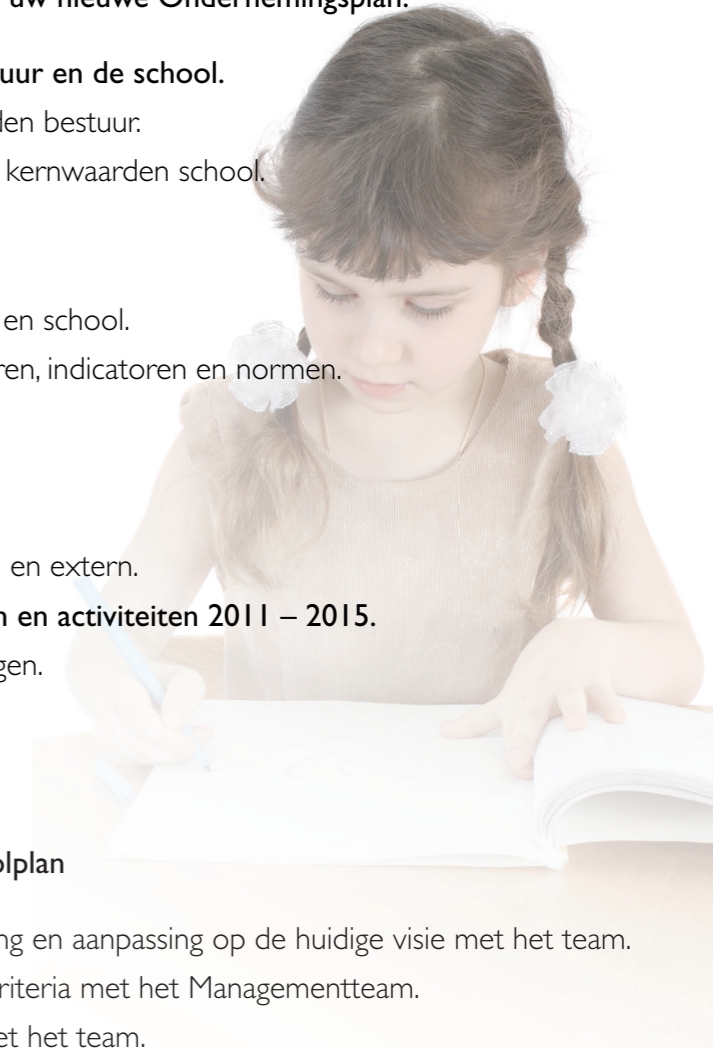 uw nieuwe Ondernemingsplan.
uur en de school.
den bestuur.
kernwaarden school.
en school.
ren, indicatoren en normen.
en extern.
n en activiteiten 2011 – 2015.
gen.
olplan
ng en aanpassing op de huidige visie met het team.
riteria met het Managementteam.
et het team.